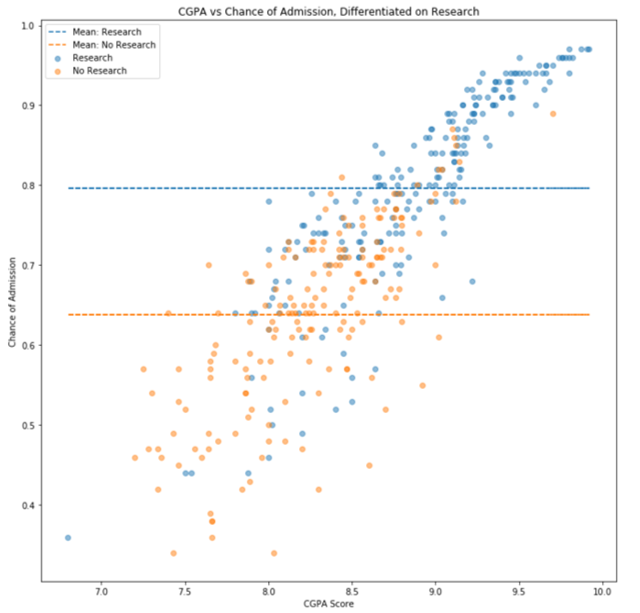 CGPA vs Chance of Admission, Differentiated on Research
Mean: Research
Mean: No Research
Research
No Research
1.0
0.9
0.8
0.7
0.6
0.5
0.4
Chance of Admission
7.0 7.5 8.0 8.5 9.0 9.5 10.0
CGPA Score